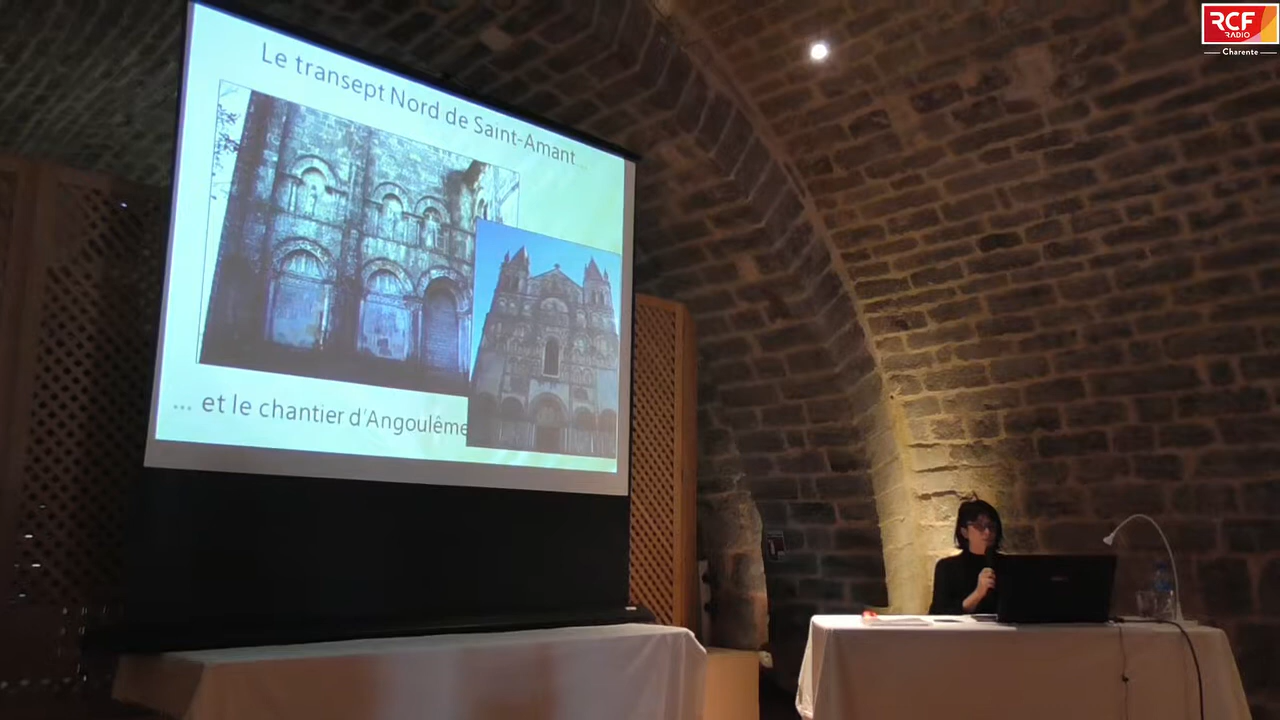 RCF
RADIO
Charente
Le transept Nord de Saint-Amant...
... et le chantier d'Angoulême